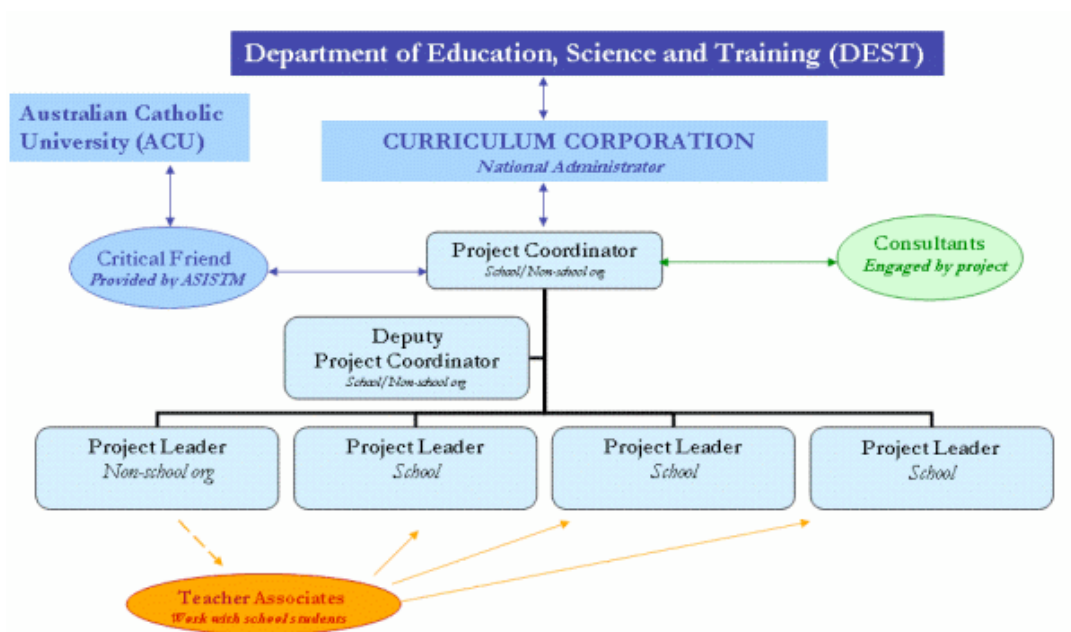 Department of Education, Science and Training (DEST)
Australian Catholic
University (ACU)
CURRICULUM CORPORATION
National Administrator
Critical Friend
Provided by ASISTM
Project Coordinator
School/Non-school org
Consultants
Engaged by project
Deputy
Project Coordinator
School/Non-school org
Project Leader
Non-school org
Project Leader
School
Project Leader
School
Project Leader
School
Teacher Associates
Work with school students